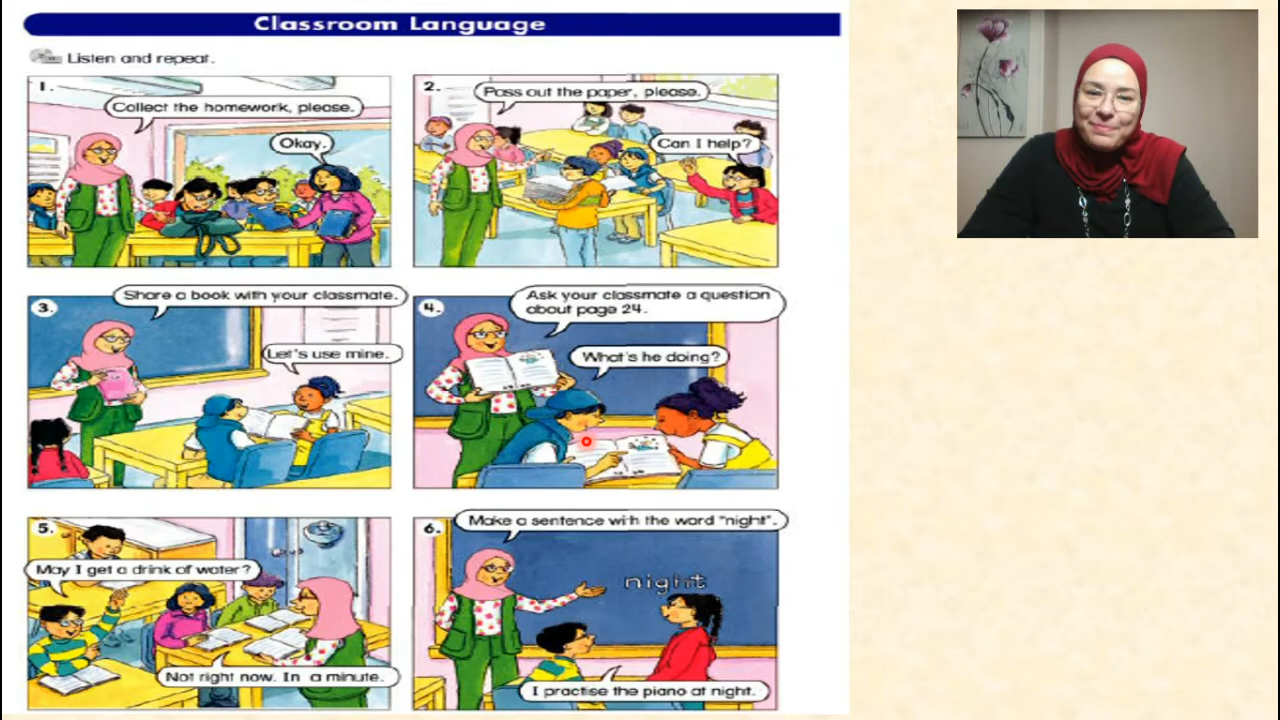 Classroom Language
Listen and repeat.
1.
Collect the homework, please.
Okay.
2.
Pass out the paper, please.
Can I help?
3.
Share a book with your classmate.
Let's use mine.
4.
Ask your classmate a question
about page 24.
What's he doing?
5.
May I get a drink of water?
Not right now. In a minute.
6.
Make a sentence with the word "night".
night
I practise the piano at night.